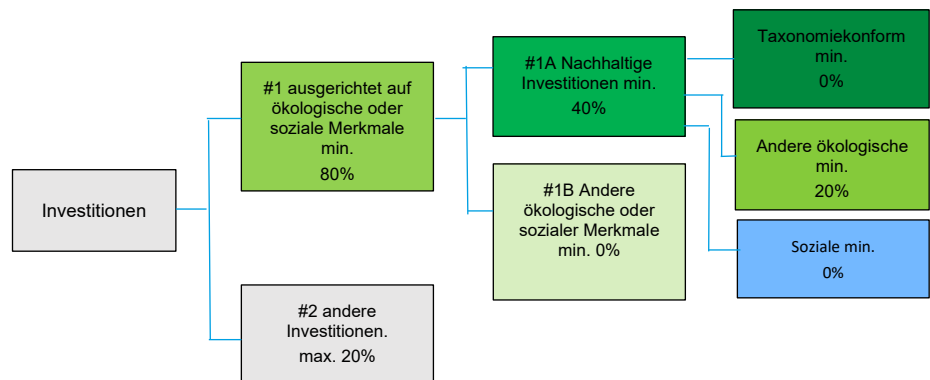 Investitionen
#1 ausgerichtet auf
ökologische oder
soziale Merkmale
min.
80%
#2 andere
Investitionen.
max. 20%
#1A Nachhaltige
Investitionen min.
40%
#1B Andere
ökologische oder
sozialer Merkmale
min. 0%
Taxonomiekonform
min.
0%
Andere ökologische
min.
20%
Soziale min.
0%